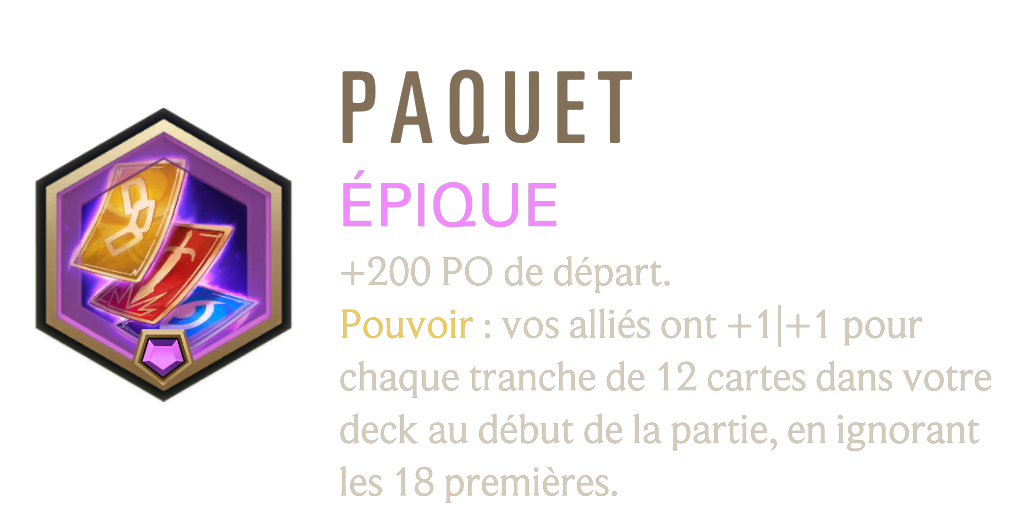 PAQUET
ÉPIQUE
+200 PO de départ.
Pouvoir : vos alliés ont +1|+1 pour
chaque tranche de 12 cartes dans votre
deck au début de la partie, en ignorant
les 18 premières.